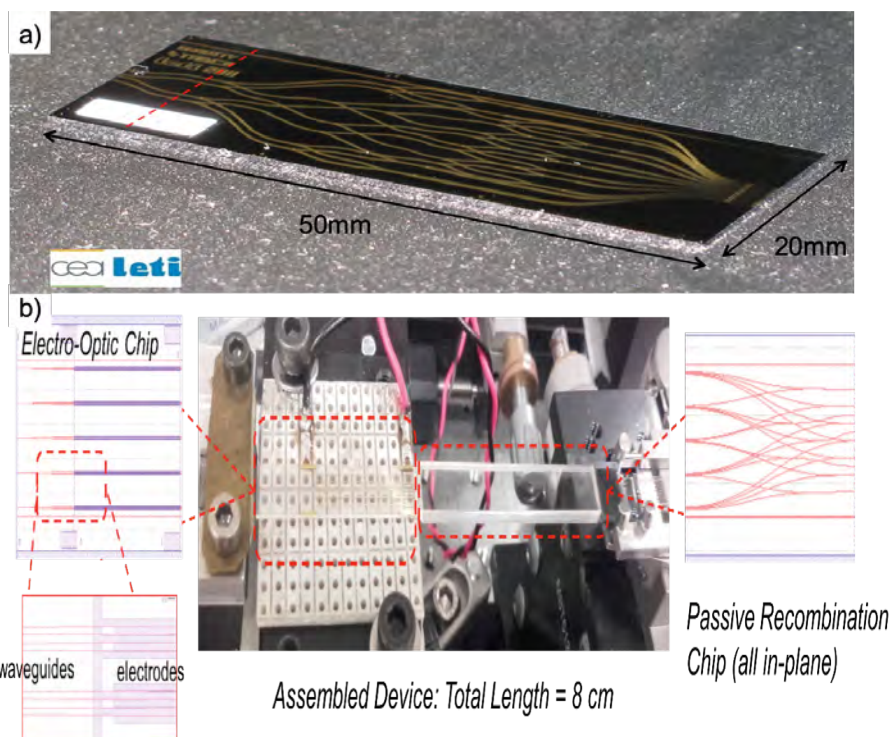 a)
50mm
20mm
cea leti
b)
Electro-Optic Chip
waveguides
electrodes
Passive Recombination
Chip (all in-plane)
Assembled Device: Total Length = 8 cm